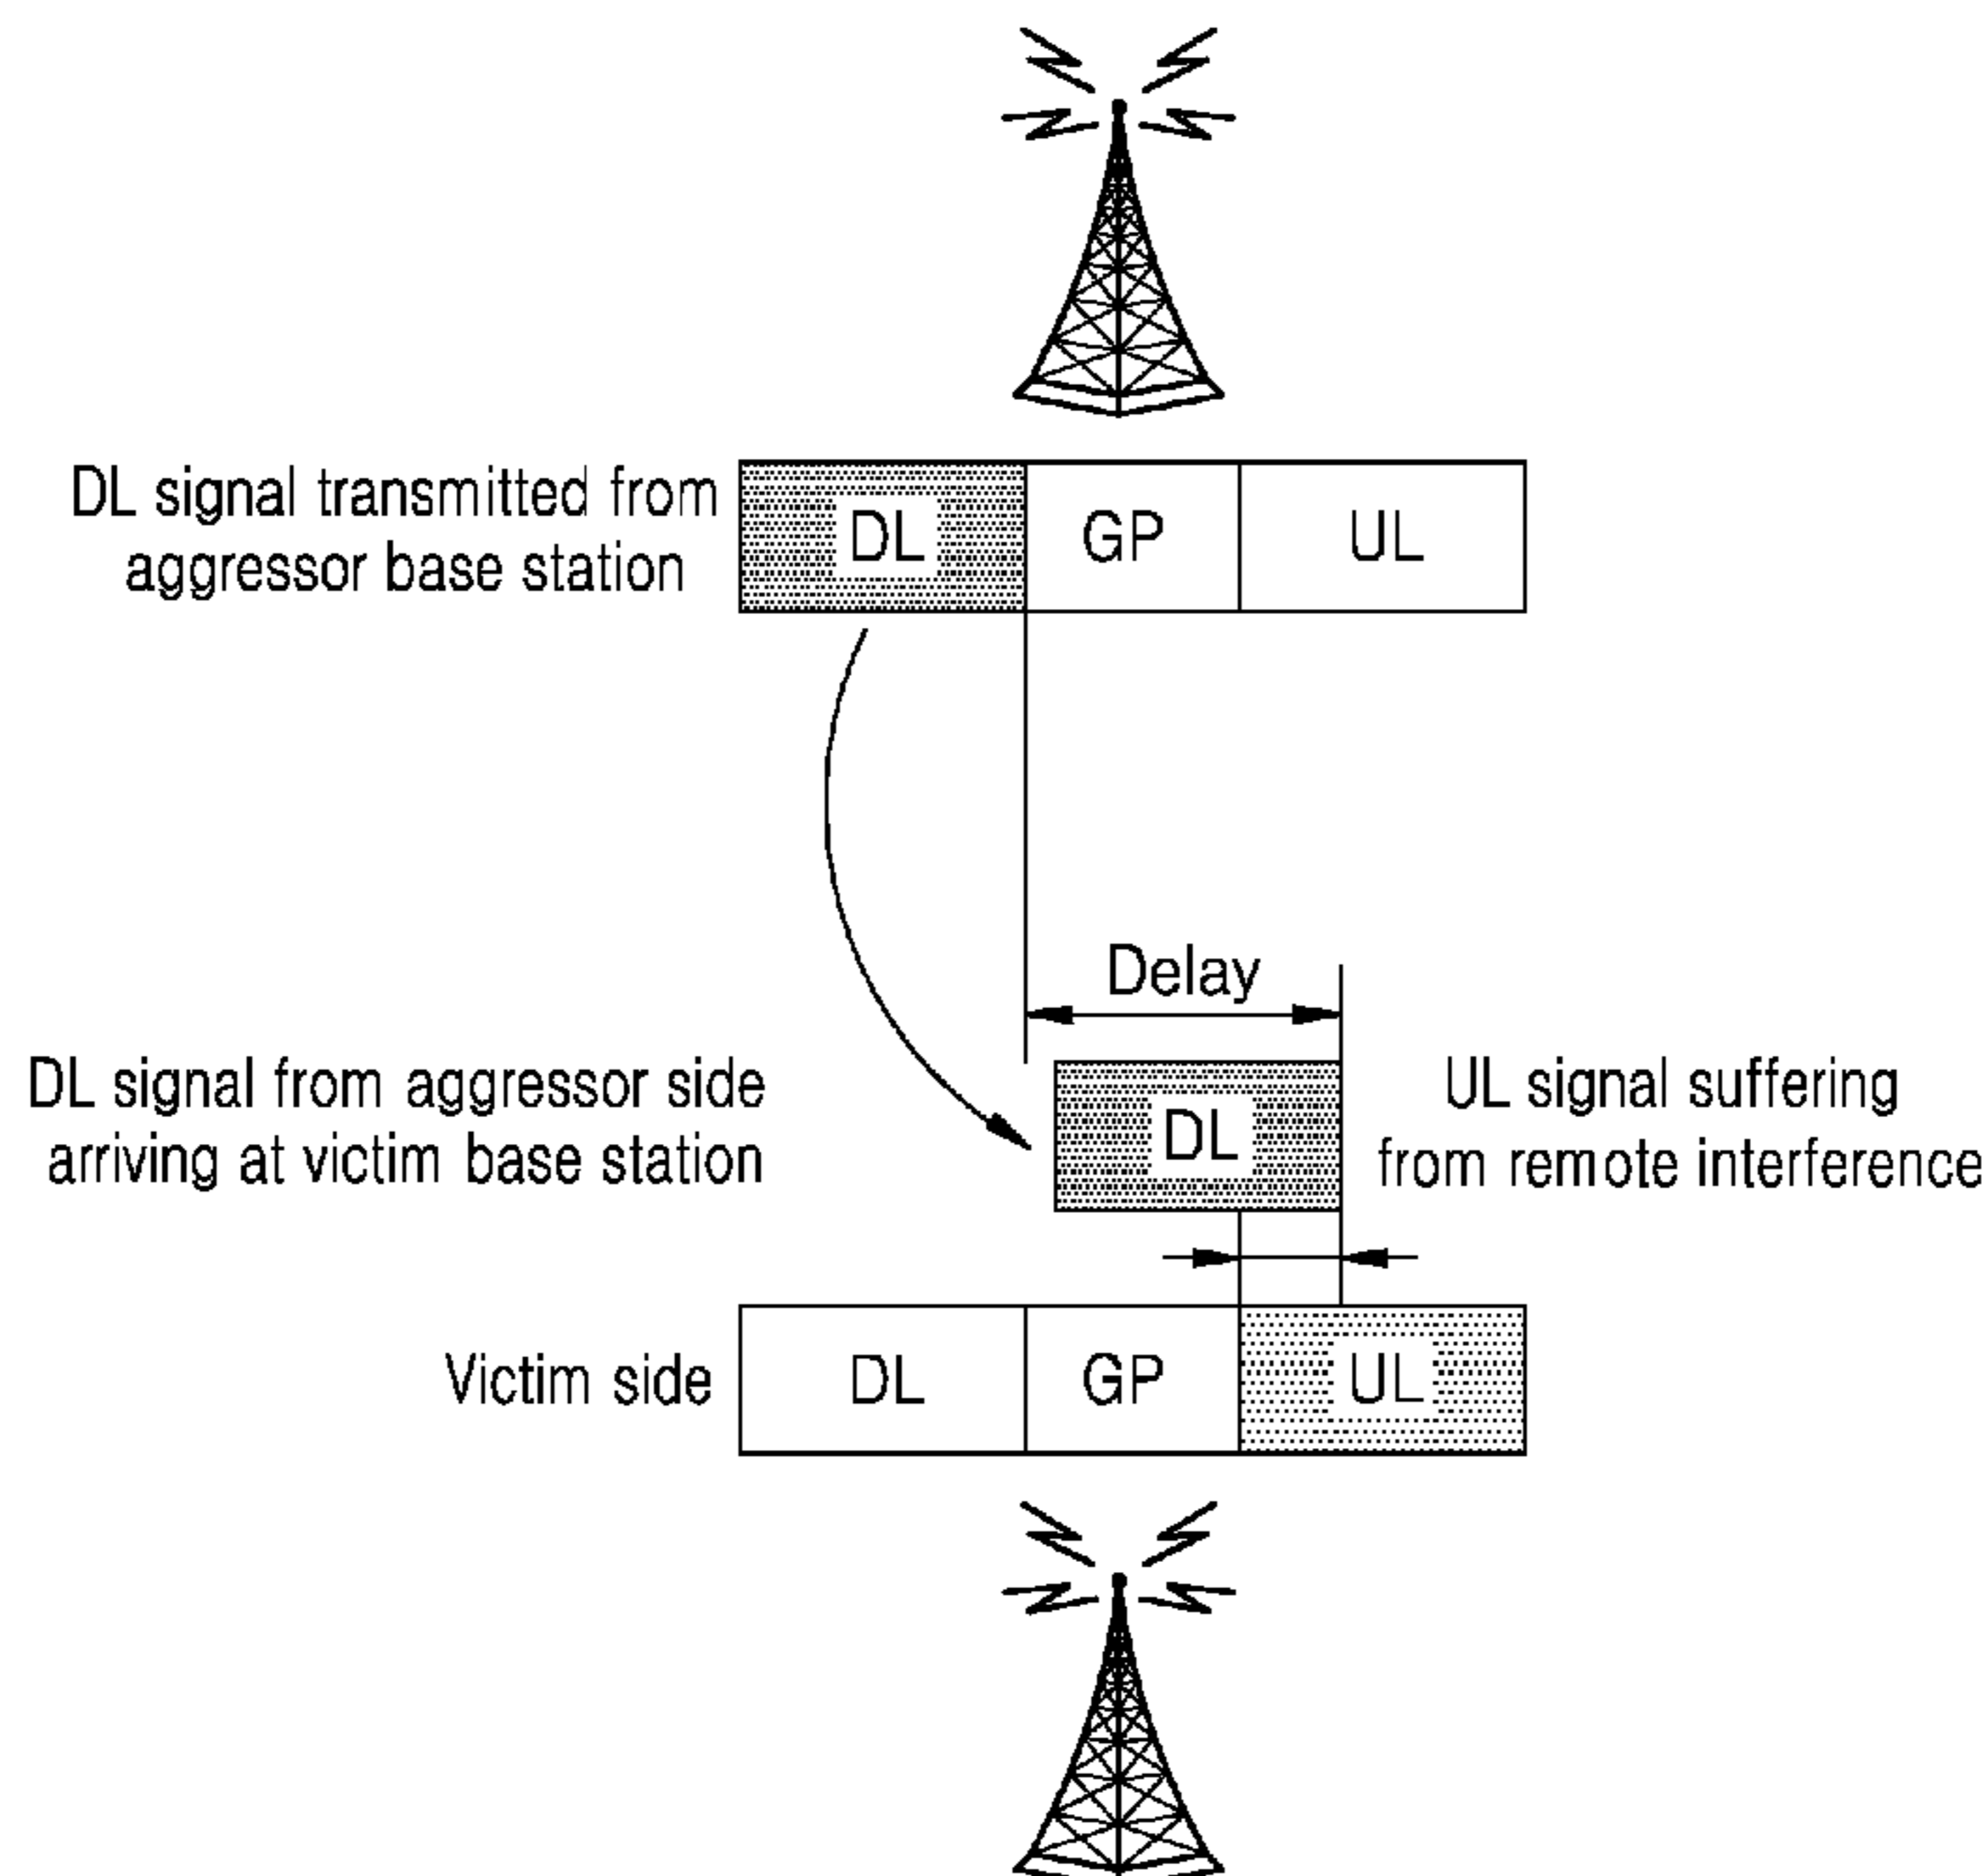 DL signal transmitted from
aggressor base station
DL
GP
UL
Delay
DL signal from aggressor side
arriving at victim base station
DL
UL signal suffering
from remote interference
Victim side
DL
GP
UL